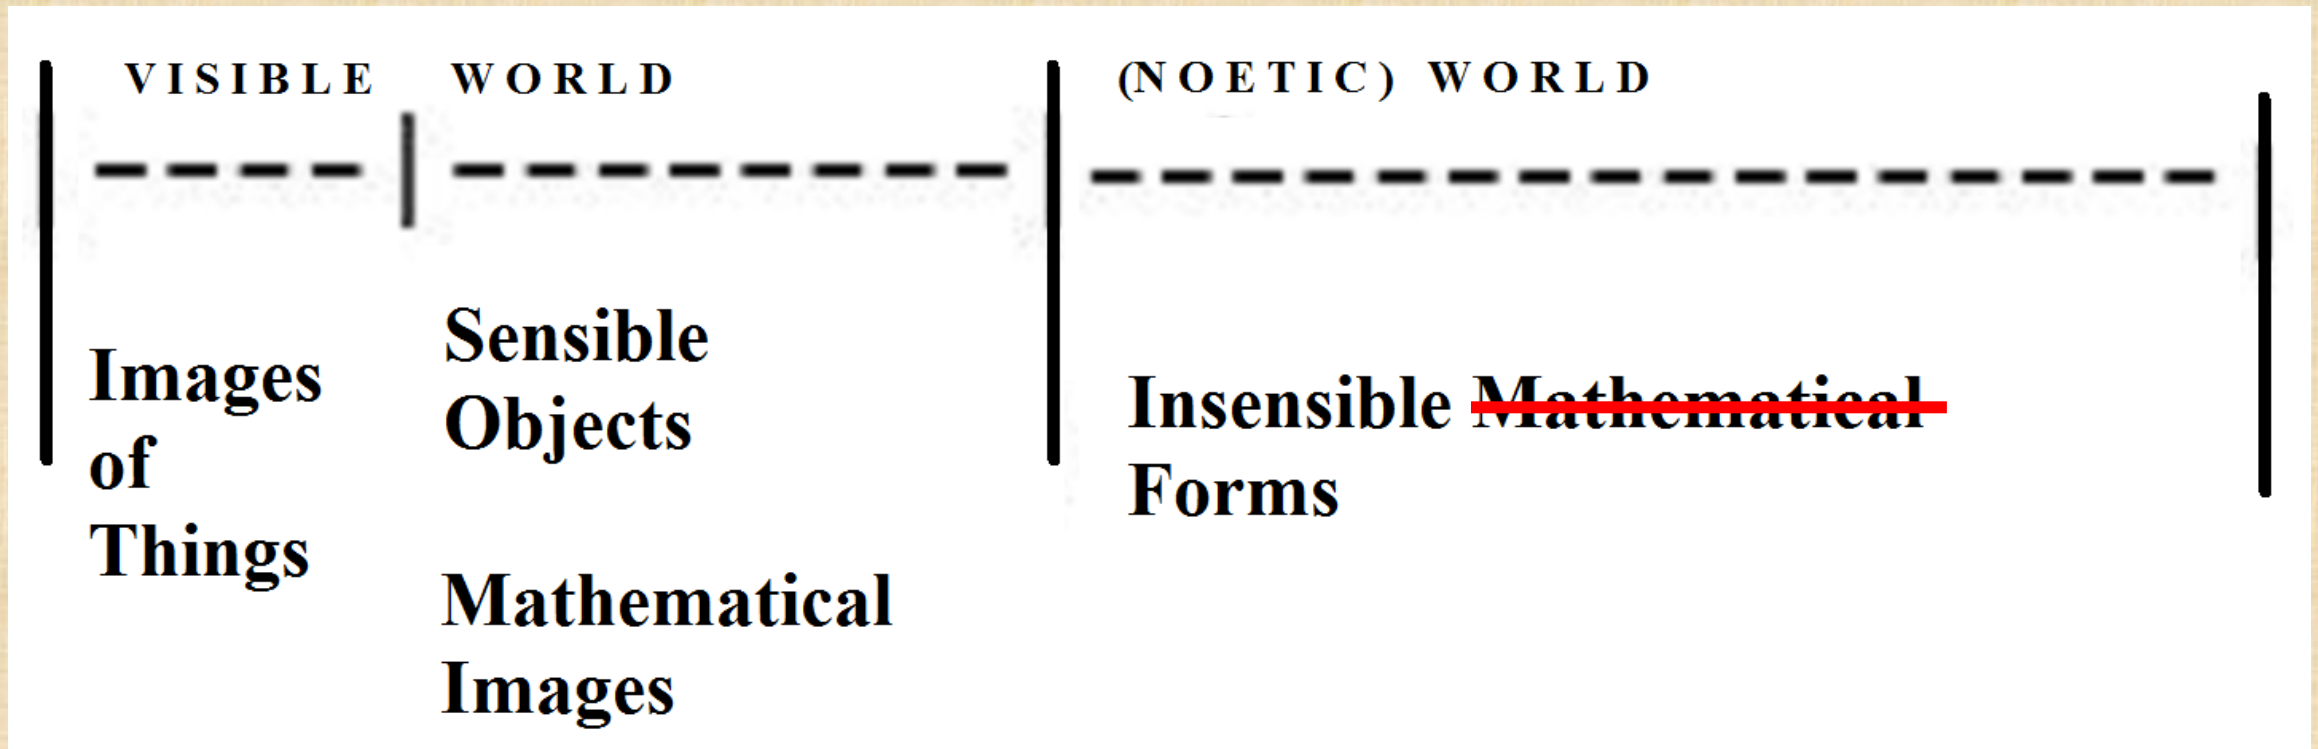 VISIBLE WORLD
(NOETIC) WORLD
Images
of
Things
Sensible
Objects
Mathematical
Images
Insensible Mathematical
Forms